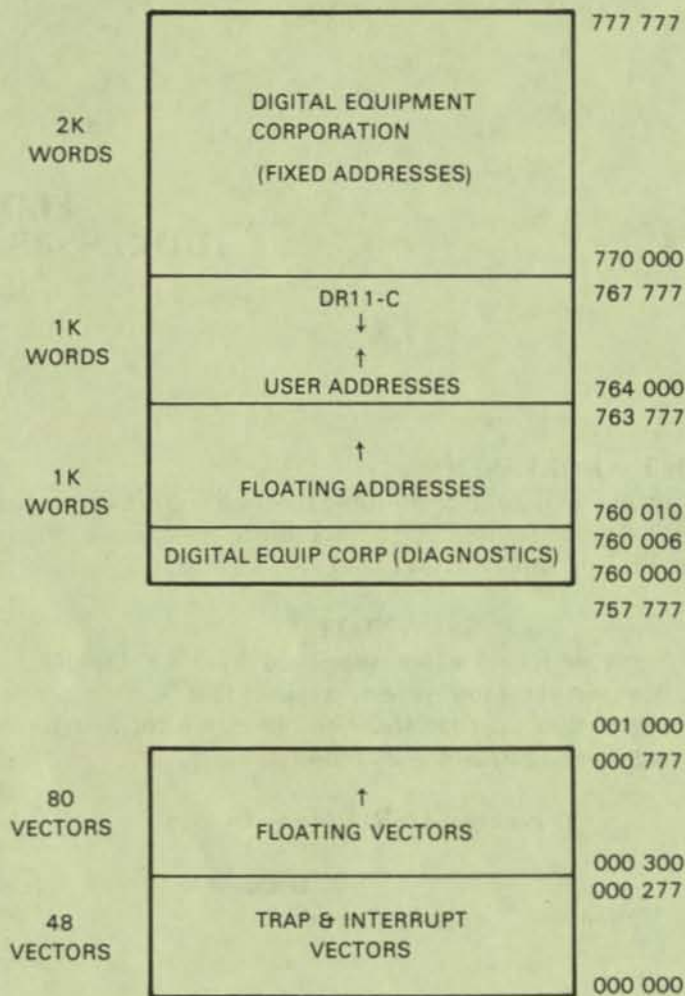 777 777
DIGITAL EQUIPMENT
CORPORATION
(FIXED ADDRESSES)
2K
WORDS
770 000
767 777
DR11-C
↓
↑
USER ADDRESSES
1K
WORDS
764 000
763 777
↑
FLOATING ADDRESSES
1K
WORDS
760 010
760 006
DIGITAL EQUIP CORP (DIAGNOSTICS)
760 000
757 777
001 000
000 777
80
VECTORS
↑
FLOATING VECTORS
000 300
000 277
48
VECTORS
TRAP & INTERRUPT
VECTORS
000 000